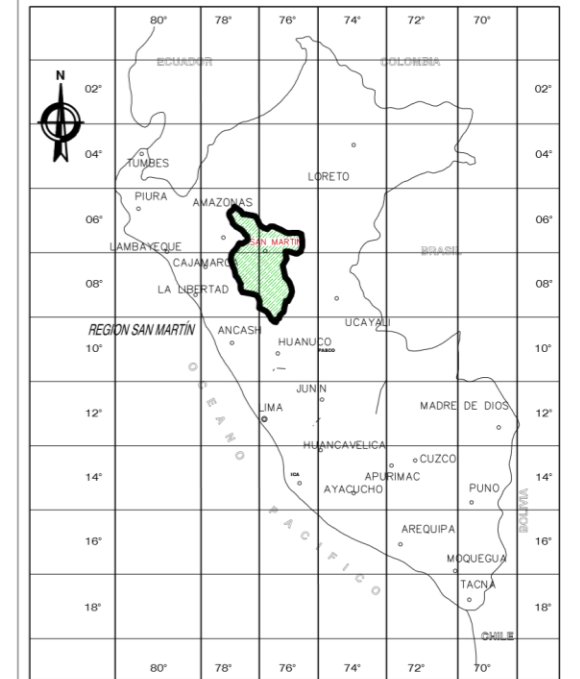 80° 78° 76° 74° 72° 70°
ECUADOR COLOMBIA
N
02° 02°
04° 04°
TUMBES
LORETO
PIURA AMAZONAS
06° 06°
LAMBAYEQUE SAN MARTIN BRASIL
CAJAMARCA
08° 08°
LA LIBERTAD
UCAYALI
REGION SAN MARTÍN ANCASH
HUANUCO
10° PASCO 10°
OCEANO PACIFICO
JUNIN
LIMA MADRE DE DIOS
12° 12°
HUANCAVELICA
CUZCO
14° ICA APURIMAC 14°
AYACUCHO PUNO
BOLIVIA
AREQUIPA
16° 16°
MOQUEGUA
TACNA
18° 18°
CHILE
80° 78° 76° 74° 72° 70°